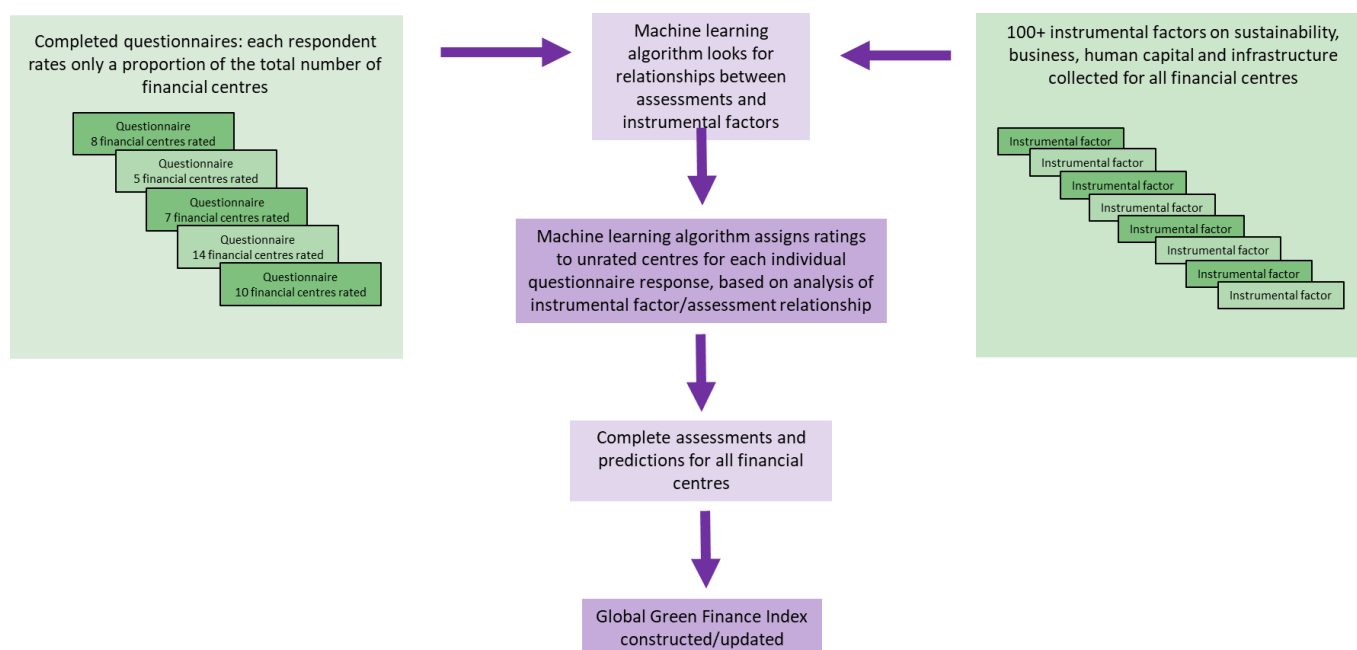 Completed questionnaires: each respondent
rates only a proportion of the total number of
financial centres
Questionnaire
8 financial centres rated
Questionnaire
5 financial centres rated
Questionnaire
7 financial centres rated
Questionnaire
14 financial centres rated
Questionnaire
10 financial centres rated
Machine learning
algorithm looks for
relationships between
assessments and
instrumental factors
100+ instrumental factors on sustainability,
business, human capital and infrastructure
collected for all financial centres
Instrumental factor
Instrumental factor
Instrumental factor
Instrumental factor
Instrumental factor
Instrumental factor
Instrumental factor
Instrumental factor
Machine learning algorithm assigns ratings
to unrated centres for each individual
questionnaire response, based on analysis of
instrumental factor/assessment relationship
Complete assessments and
predictions for all financial
centres
Global Green Finance Index
constructed/updated